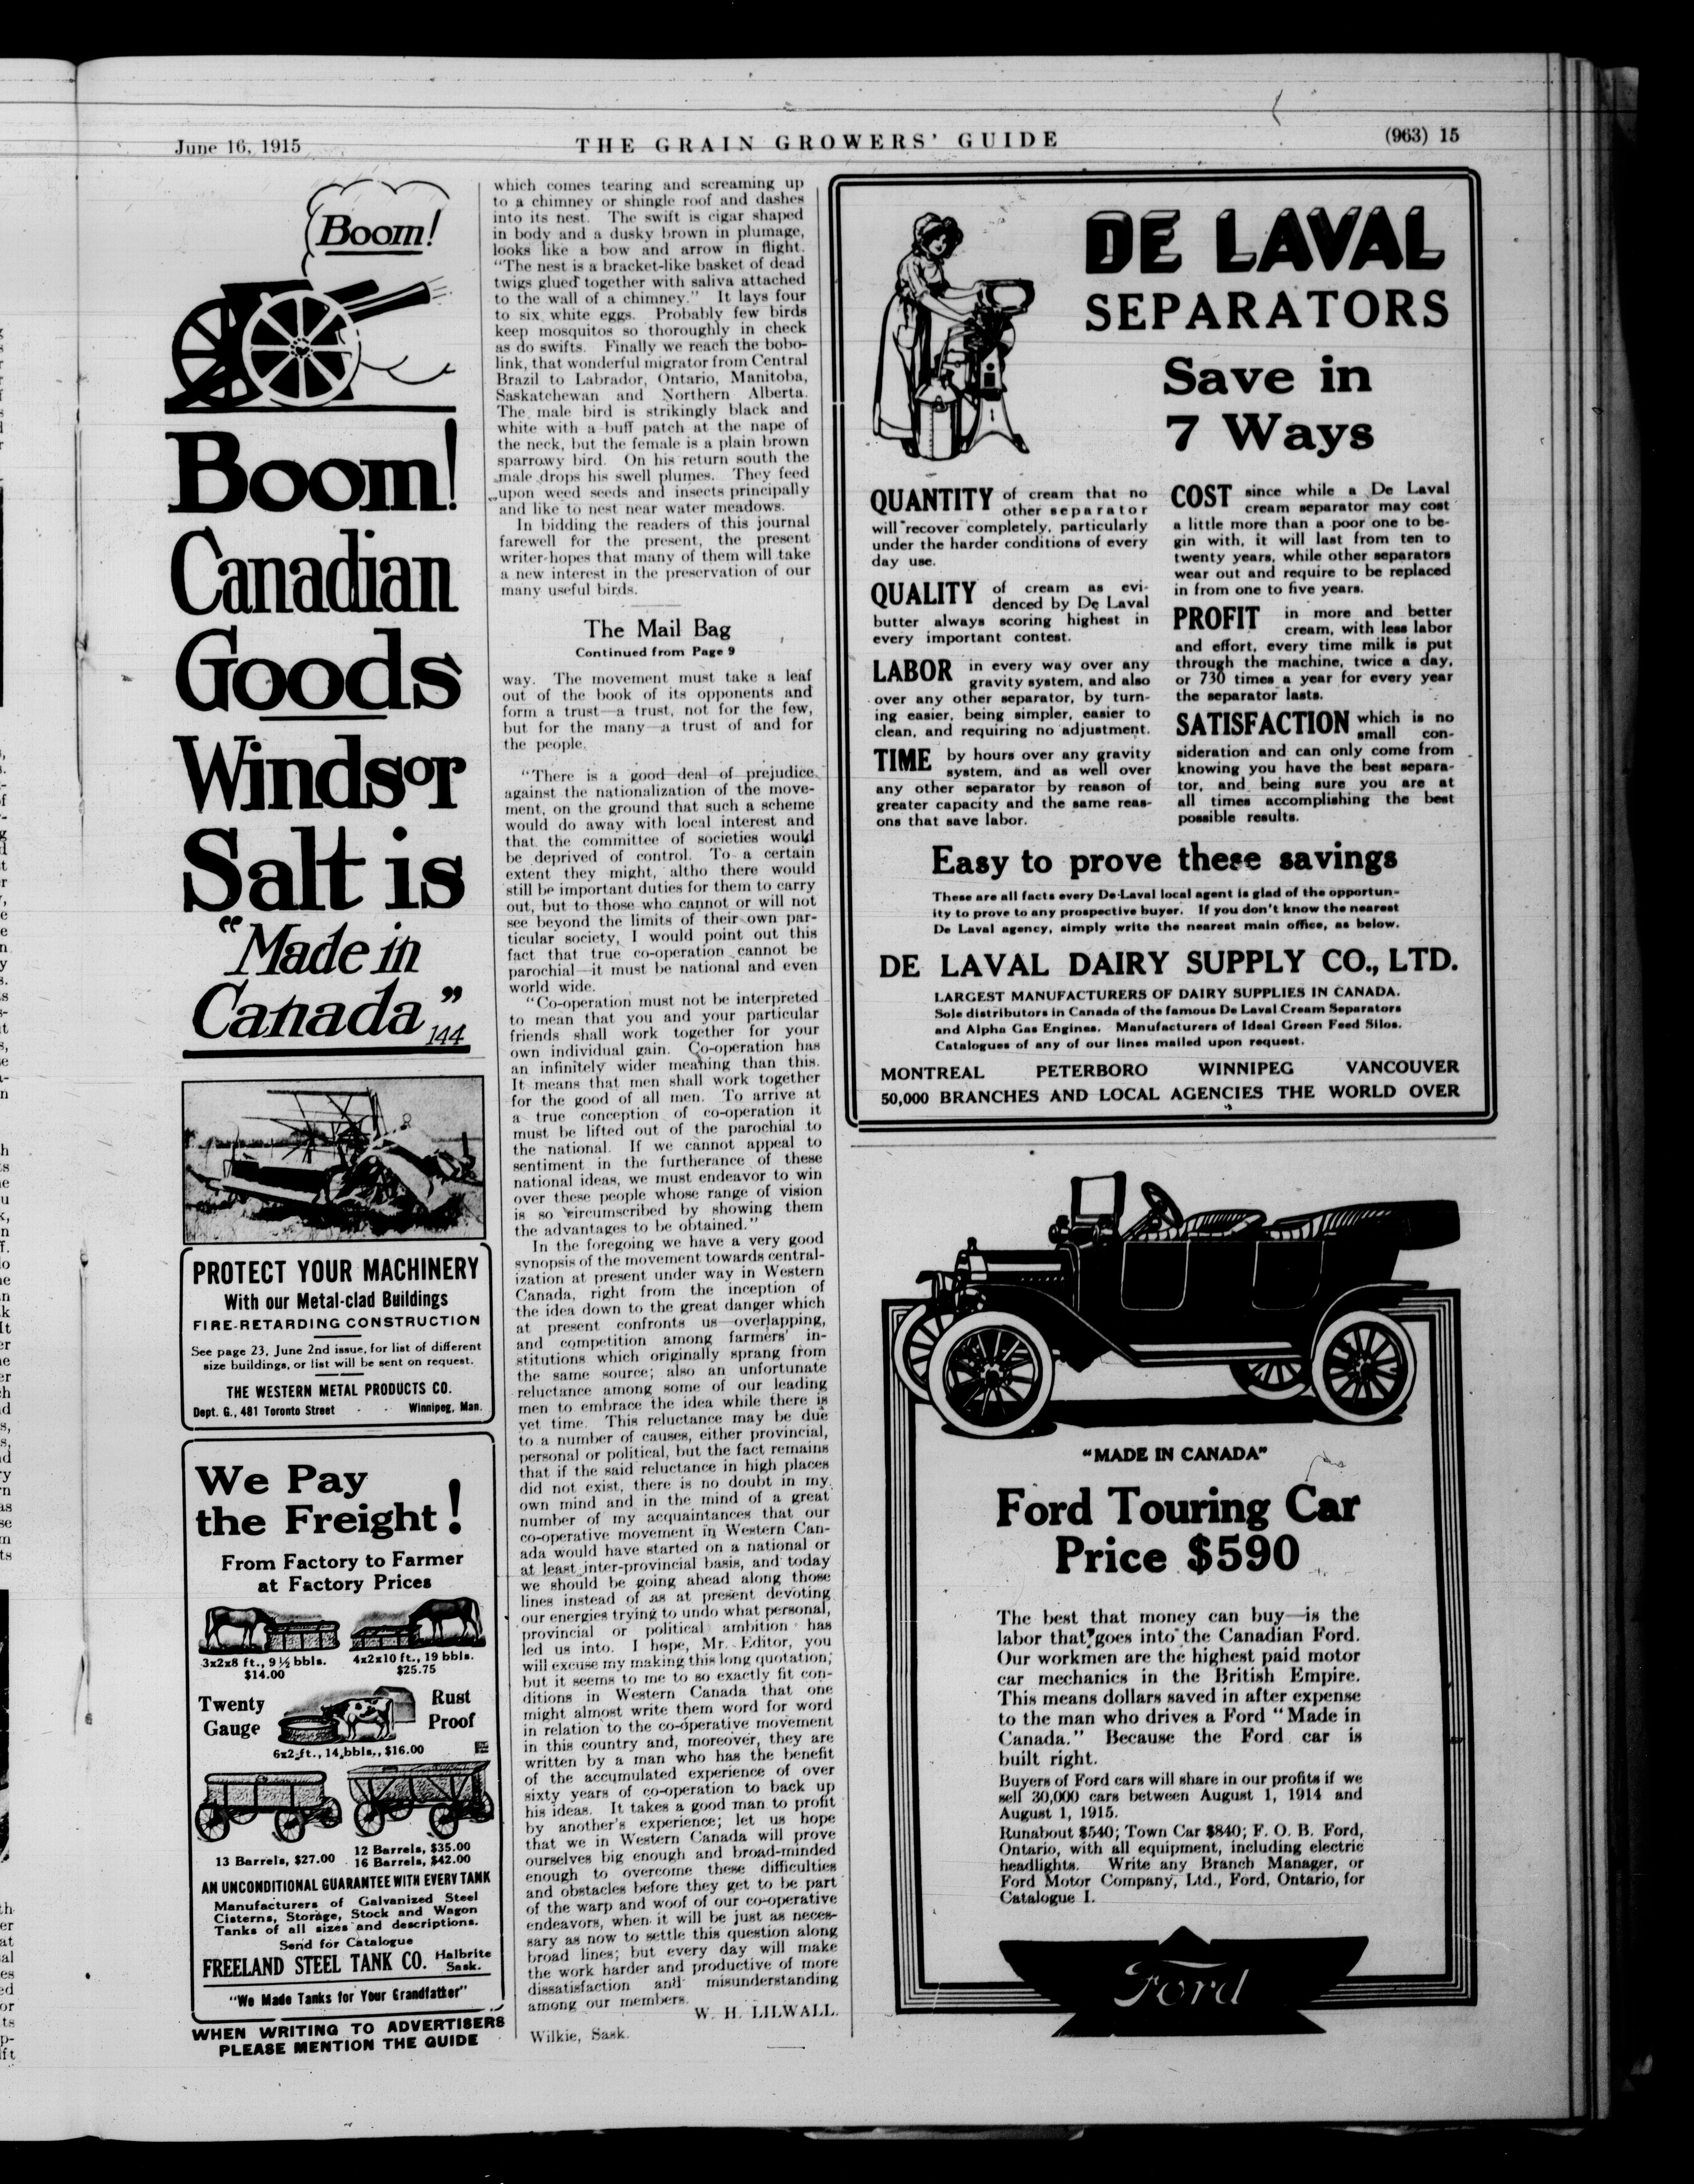 June 16, 1915
THE GRAIN GROWERS' GUIDE
(963) 15
Boom!
Boom!
Canadian
Goods
Windsor
Salt is
"Made in
Canada"
144
PROTECT YOUR MACHINERY
With our Metal-clad Buildings
FIRE-RETARDING CONSTRUCTION
See page 23, June 2nd issue, for list of different
size buildings, or list will be sent on request.
THE WESTERN METAL PRODUCTS CO.
Dept. G., 481 Toronto Street - - Winnipeg, Man.
We Pay
the Freight!
From Factory to Farmer
at Factory Prices
3x2x8 ft., 9½ bbls.
$14.00
4x2x10 ft., 19 bbls.
$25.75
Twenty
Gauge
Rust
Proof
6x2 ft., 14 bbls., $16.00
13 Barrels, $27.00
12 Barrels, $35.00
16 Barrels, $42.00
AN UNCONDITIONAL GUARANTEE WITH EVERY TANK
Manufacturers of Galvanized Steel
Cisterns, Storage, Stock and Wagon
Tanks of all sizes and descriptions.
Send for Catalogue
FREELAND STEEL TANK CO. Halbrite
Sask.
"We Made Tanks for Your Grandfather"
WHEN WRITING TO ADVERTISERS
PLEASE MENTION THE GUIDE
which comes tearing and screaming up
to a chimney or shingle roof and dashes
into its nest. The swift is cigar shaped
in body and a dusky brown in plumage,
looks like a bow and arrow in flight.
"The nest is a bracket-like basket of dead
twigs glued together with saliva attached
to the wall of a chimney." It lays four
to six white eggs. Probably few birds
keep mosquitos so thoroughly in check
as do swifts. Finally we reach the bobo-
link, that wonderful migrator from Central
Brazil to Labrador, Ontario, Manitoba,
Saskatchewan and Northern Alberta.
The male bird is strikingly black and
white with a buff patch at the nape of
the neck, but the female is a plain brown
sparrowy bird. On his return south the
male drops his swell plumes. They feed
upon weed seeds and insects principally
and like to nest near water meadows.
In bidding the readers of this journal
farewell for the present, the present
writer hopes that many of them will take
a new interest in the preservation of our
many useful birds.
The Mail Bag
Continued from Page 9
way. The movement must take a leaf
out of the book of its opponents and
form a trust—a trust, not for the few,
but for the many—a trust of and for
the people.
"There is a good deal of prejudice
against the nationalization of the move-
ment, on the ground that such a scheme
would do away with local interest and
that the committee of societies would
be deprived of control. To a certain
extent they might, altho there would
still be important duties for them to carry
out, but to those who cannot or will not
see beyond the limits of their own par-
ticular society, I would point out this
fact that true co-operation cannot be
parochial—it must be national and even
world wide.
"Co-operation must not be interpreted
to mean that you and your particular
friends shall work together for your
own individual gain. Co-operation has
an infinitely wider meaning than this.
It means that men shall work together
for the good of all men. To arrive at
a true conception of co-operation it
must be lifted out of the parochial to
the national. If we cannot appeal to
sentiment in the furtherance of these
national ideas, we must endeavor to win
over these people whose range of vision
is so circumscribed by showing them
the advantages to be obtained."
In the foregoing we have a very good
synopsis of the movement towards central-
ization at present under way in Western
Canada, right from the inception of
the idea down to the great danger which
at present confronts us—overlapping,
and competition among farmers' in-
stitutions which originally sprang from
the same source; also an unfortunate
reluctance among some of our leading
men to embrace the idea while there is
yet time. This reluctance may be due
to a number of causes, either provincial,
personal or political, but the fact remains
that if the said reluctance in high places
did not exist, there is no doubt in my
own mind and in the mind of a great
number of my acquaintances that our
co-operative movement in Western Can-
ada would have started on a national or
at least inter-provincial basis, and today
we should be going ahead along those
lines instead of as at present devoting
our energies trying to undo what personal,
provincial or political ambition has
led us into. I hope, Mr. Editor, you
will excuse my making this long quotation,
but it seems to me to so exactly fit con-
ditions in Western Canada that one
might almost write them word for word
in relation to the co-operative movement
in this country and, moreover, they are
written by a man who has the benefit
of the accumulated experience of over
sixty years of co-operation to back up
his ideas. It takes a good man to profit
by another's experience; let us hope
that we in Western Canada will prove
ourselves big enough and broad-minded
enough to overcome these difficulties
and obstacles before they get to be part
of the warp and woof of our co-operative
endeavors, when it will be just as neces-
sary as now to settle this question along
broad lines; but every day will make
the work harder and productive of more
dissatisfaction and misunderstanding
among our members.
W. H. LILWALL.
Wilkie, Sask.
DE LAVAL
SEPARATORS
Save in
7 Ways
QUANTITY of cream that no
other separator
will recover completely, particularly
under the harder conditions of every
day use.
QUALITY of cream as evi-
denced by De Laval
butter always scoring highest in
every important contest.
LABOR in every way over any
gravity system, and also
over any other separator, by turn-
ing easier, being simpler, easier to
clean, and requiring no adjustment.
TIME by hours over any gravity
system, and as well over
any other separator by reason of
greater capacity and the same reas-
ons that save labor.
COST since while a De Laval
cream separator may cost
a little more than a poor one to be-
gin with, it will last from ten to
twenty years, while other separators
wear out and require to be replaced
in from one to five years.
PROFIT in more and better
cream, with less labor
and effort, every time milk is put
through the machine, twice a day,
or 730 times a year for every year
the separator lasts.
SATISFACTION which is no
small con-
sideration and can only come from
knowing you have the best separa-
tor, and being sure you are at
all times accomplishing the best
possible results.
Easy to prove these savings
These are all facts every De Laval local agent is glad of the opportun-
ity to prove to any prospective buyer. If you don't know the nearest
De Laval agency, simply write the nearest main office, as below.
DE LAVAL DAIRY SUPPLY CO., LTD.
LARGEST MANUFACTURERS OF DAIRY SUPPLIES IN CANADA.
Sole distributors in Canada of the famous De Laval Cream Separators
and Alpha Gas Engines. Manufacturers of Ideal Green Feed Silos.
Catalogues of any of our lines mailed upon request.
MONTREAL PETERBORO WINNIPEG VANCOUVER
50,000 BRANCHES AND LOCAL AGENCIES THE WORLD OVER
"MADE IN CANADA"
Ford Touring Car
Price $590
The best that money can buy—is the
labor that goes into the Canadian Ford.
Our workmen are the highest paid motor
car mechanics in the British Empire.
This means dollars saved in after expense
to the man who drives a Ford "Made in
Canada." Because the Ford car is
built right.
Buyers of Ford cars will share in our profits if we
sell 30,000 cars between August 1, 1914 and
August 1, 1915.
Runabout $540; Town Car $840; F. O. B. Ford,
Ontario, with all equipment, including electric
headlights. Write any Branch Manager, or
Ford Motor Company, Ltd., Ford, Ontario, for
Catalogue I.
Ford